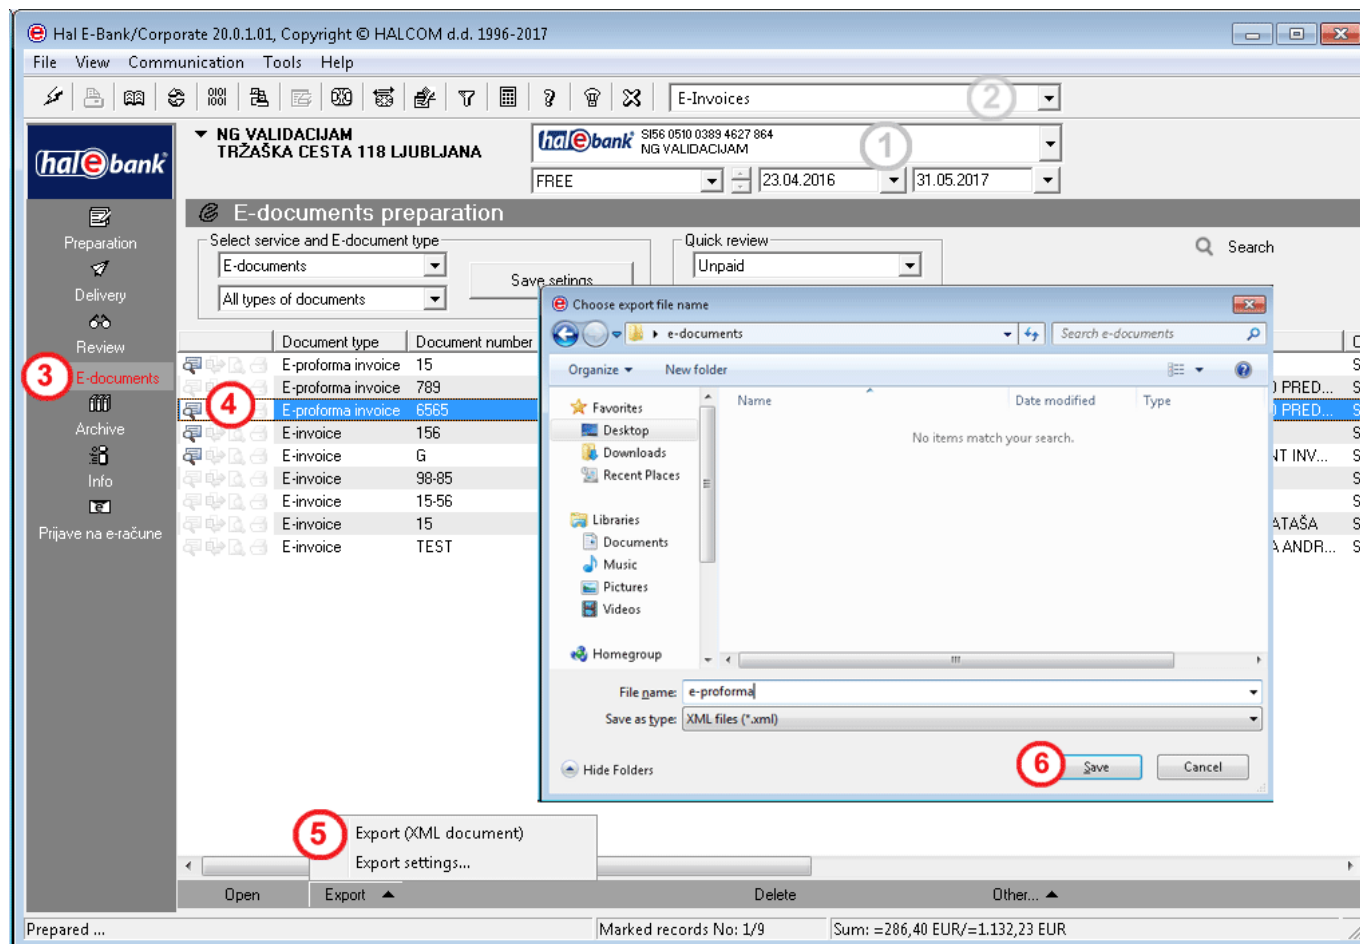 Hal E-Bank/Corporate 20.0.1.01, Copyright © HALCOM d.d. 1996-2017
File View Communication Tools Help
E-Invoices
2
hal e bank
NG VALIDACIJAM
TRŽAŠKA CESTA 118 LJUBLJANA
hal e bank SI56 0510 0389 4627 864
NG VALIDACIJAM
1
FREE 23.04.2016 31.05.2017
E-documents preparation
Preparation
Delivery
Review
3 E-documents
Archive
Info
Prijave na e-račune
Select service and E-document type
E-documents
All types of documents
Save setings
Quick review
Unpaid
Search
Document type Document number
E-proforma invoice 15
E-proforma invoice 789
4 E-proforma invoice 6565
E-invoice 156
E-invoice G
E-invoice 98-85
E-invoice 15-56
E-invoice 15
E-invoice TEST
PRED...
PRED...
NT INV...
ATAŠA
A ANDR...
Choose export file name
e-documents
Search e-documents
Organize New folder
Favorites
Desktop
Downloads
Recent Places
Libraries
Documents
Music
Pictures
Videos
Homegroup
Name Date modified Type
No items match your search.
File name: e-proforma
Save as type: XML files (*.xml)
Hide Folders
6 Save Cancel
5 Export (XML document)
Export settings...
Open Export Delete Other...
Prepared ... Marked records No: 1/9 Sum: =286,40 EUR/=1.132,23 EUR